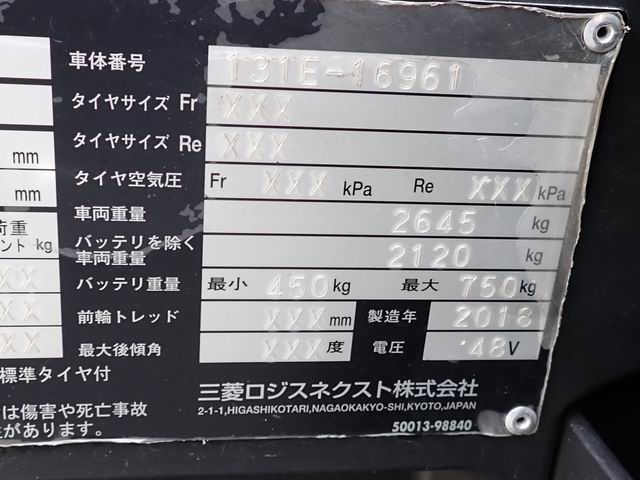 車体番号 131E-16961
タイヤサイズ Fr XXX
タイヤサイズ Re XXX
mm
タイヤ空気圧 Fr XXX kPa Re XXX kPa
mm
車両重量 2645 kg
荷重
ント kg
バッテリを除く
車両重量 2120 kg
XX
バッテリ重量 最小 450 kg 最大 750 kg
XX
前輪トレッド XXX mm 製造年 2018
XX
最大後傾角 XXX 度 電圧 48 V
標準タイヤ付
三菱ロジスネクスト株式会社
は傷害や死亡事故
2-1-1,HIGASHIKOTARI,NAGAOKAKYO-SHI,KYOTO,JAPAN
があります。
50013-98840